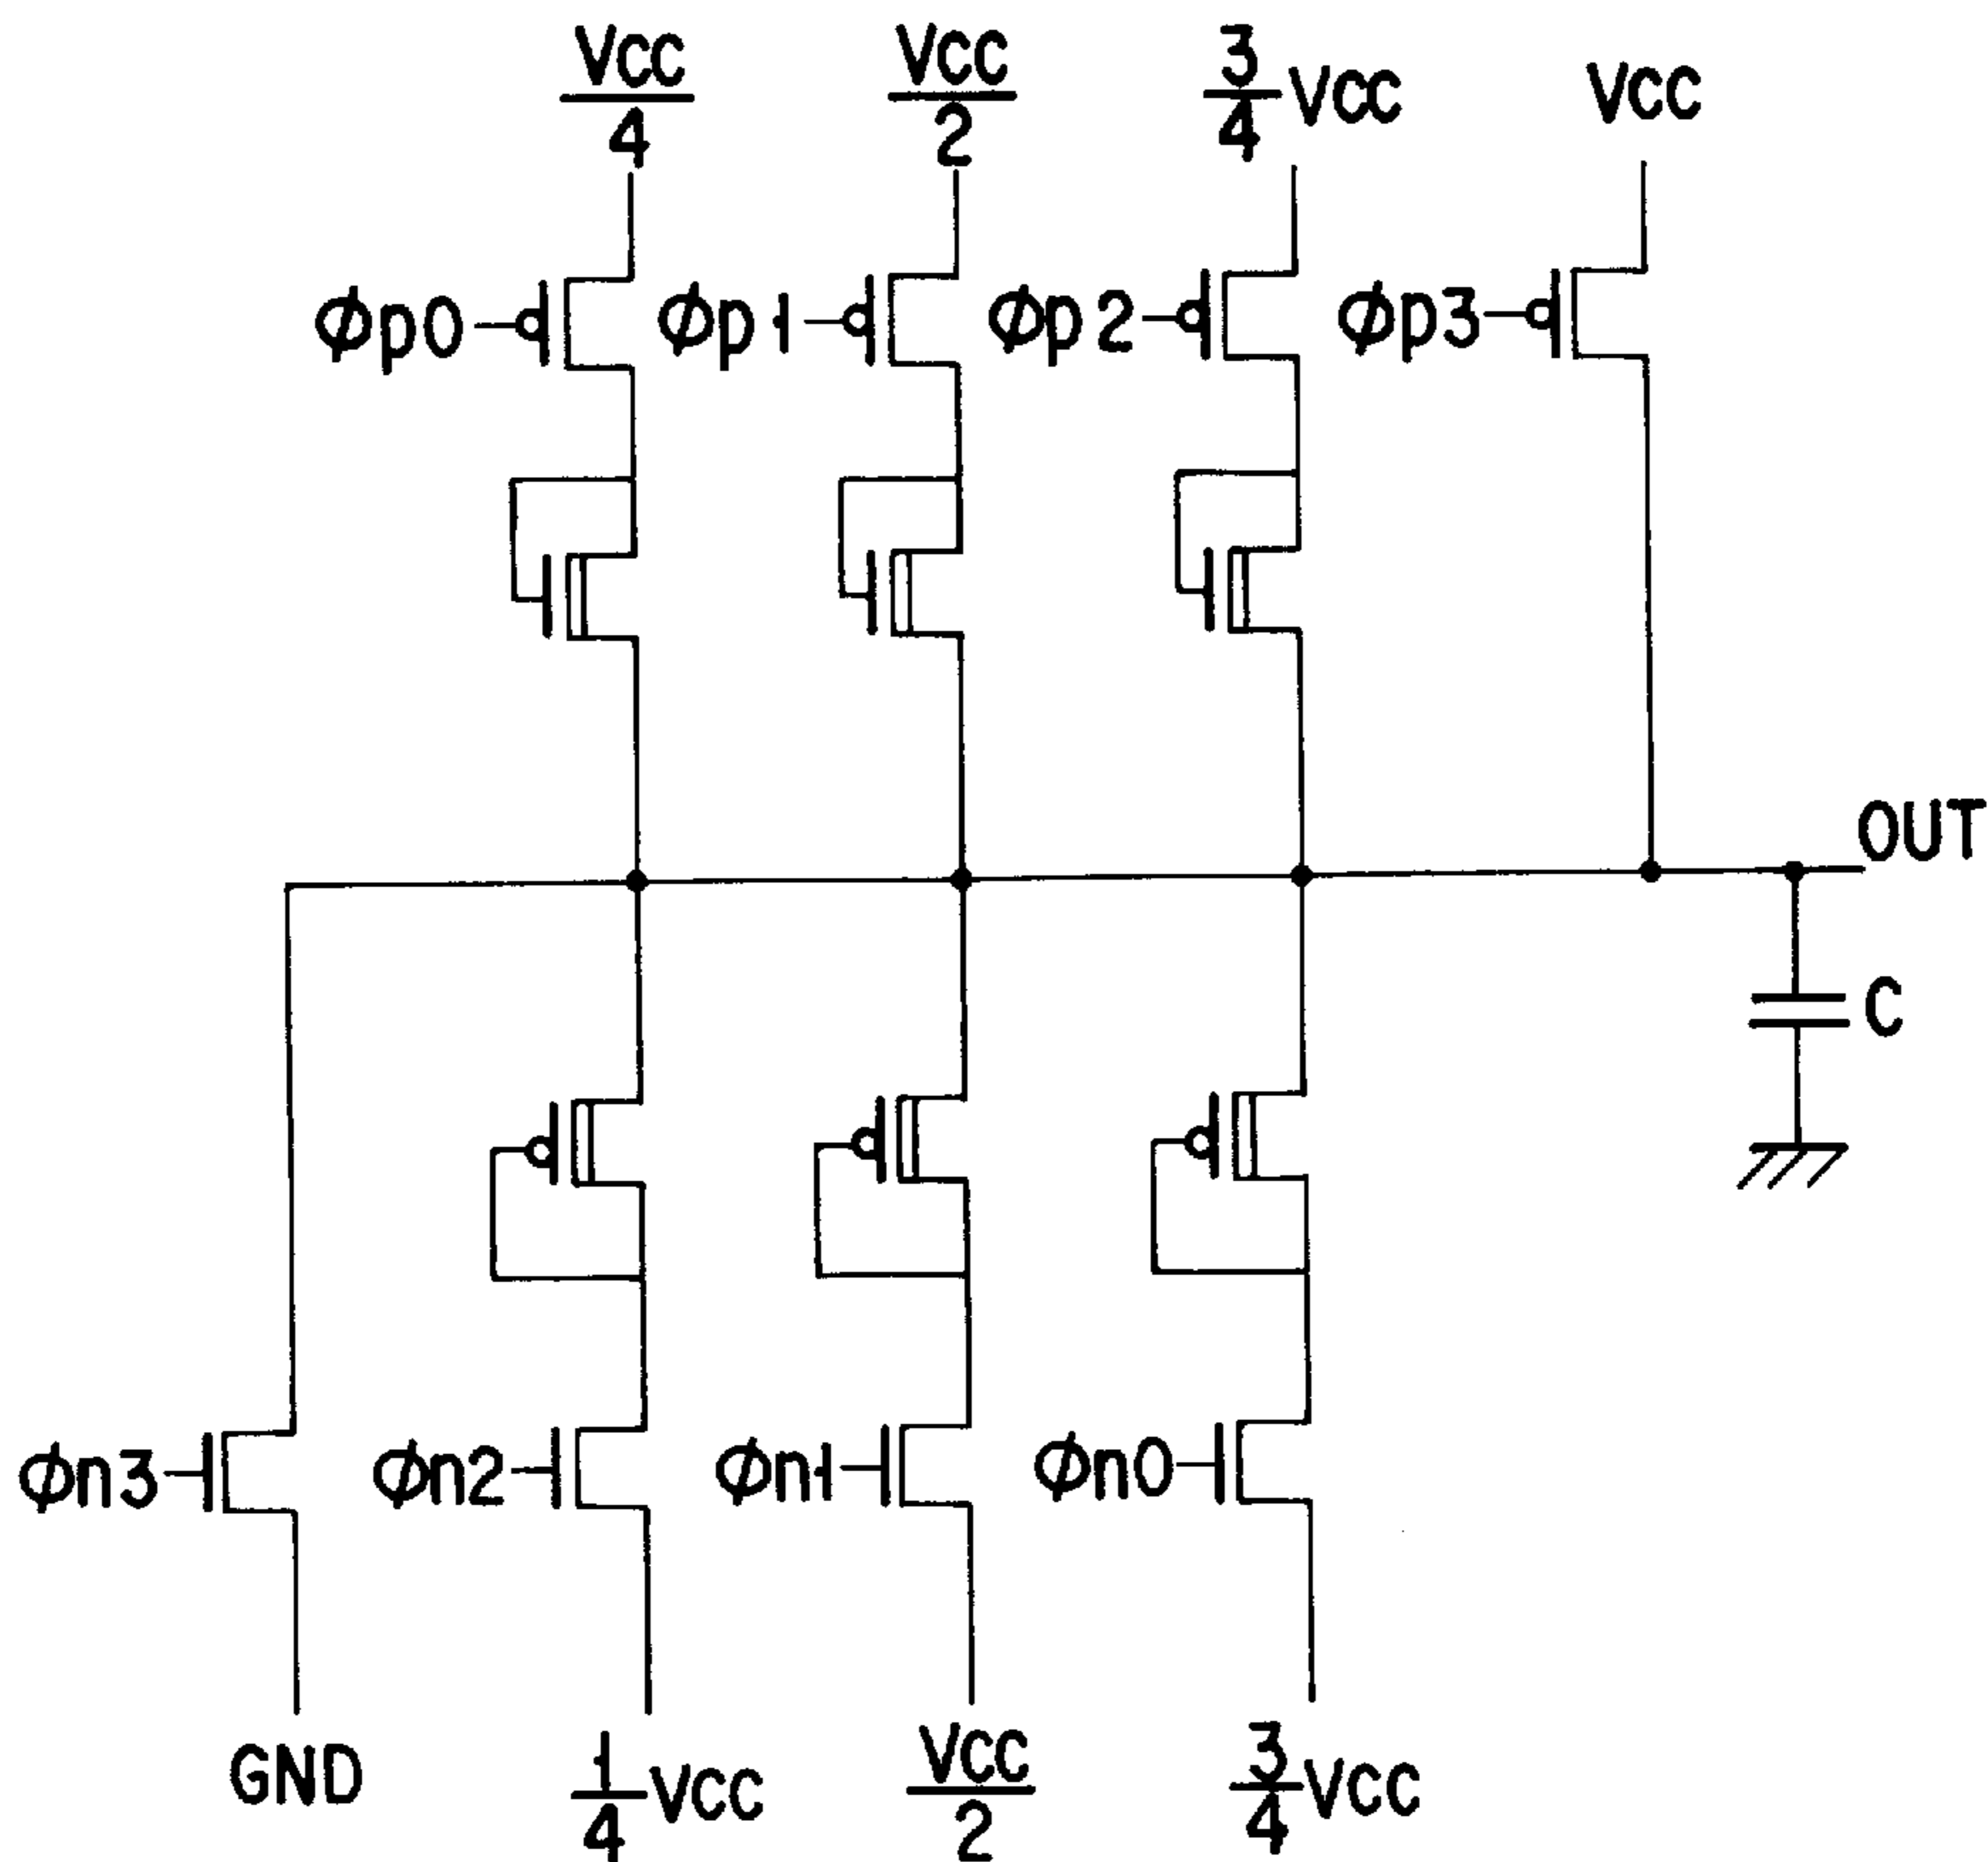 VCC/4 VCC/2 3/4 VCC VCC
φp0 φp1 φp2 φp3
OUT
C
φn3 φn2 φn1 φn0
GND 1/4 VCC VCC/2 3/4 VCC